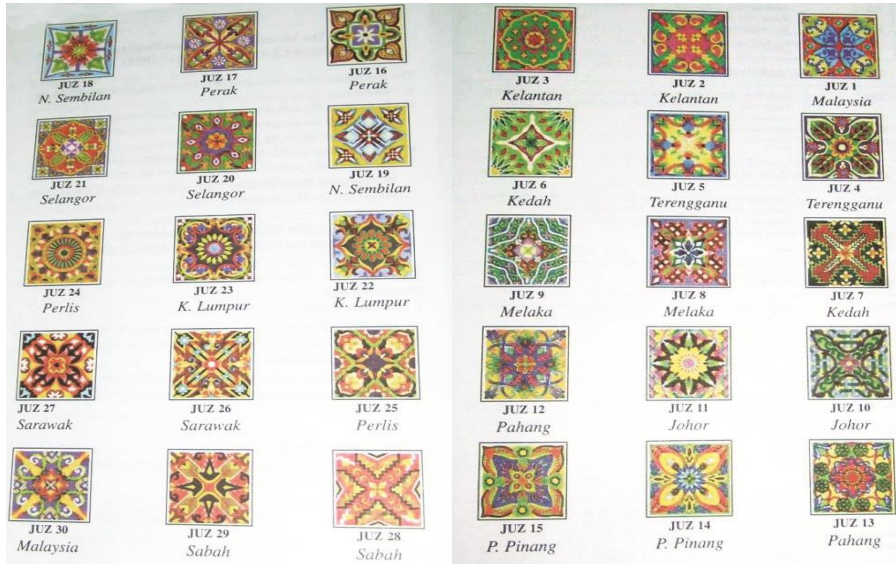 JUZ 18
N. Sembilan
JUZ 17
Perak
JUZ 16
Perak
JUZ 21
Selangor
JUZ 20
Selangor
JUZ 19
N. Sembilan
JUZ 24
Perlis
JUZ 23
K. Lumpur
JUZ 22
K. Lumpur
JUZ 27
Sarawak
JUZ 26
Sarawak
JUZ 25
Perlis
JUZ 30
Malaysia
JUZ 29
Sabah
JUZ 28
Sabah
JUZ 3
Kelantan
JUZ 2
Kelantan
JUZ 1
Malaysia
JUZ 6
Kedah
JUZ 5
Terengganu
JUZ 4
Terengganu
JUZ 9
Melaka
JUZ 8
Melaka
JUZ 7
Kedah
JUZ 12
Pahang
JUZ 11
Johor
JUZ 10
Johor
JUZ 15
P. Pinang
JUZ 14
P. Pinang
JUZ 13
Pahang